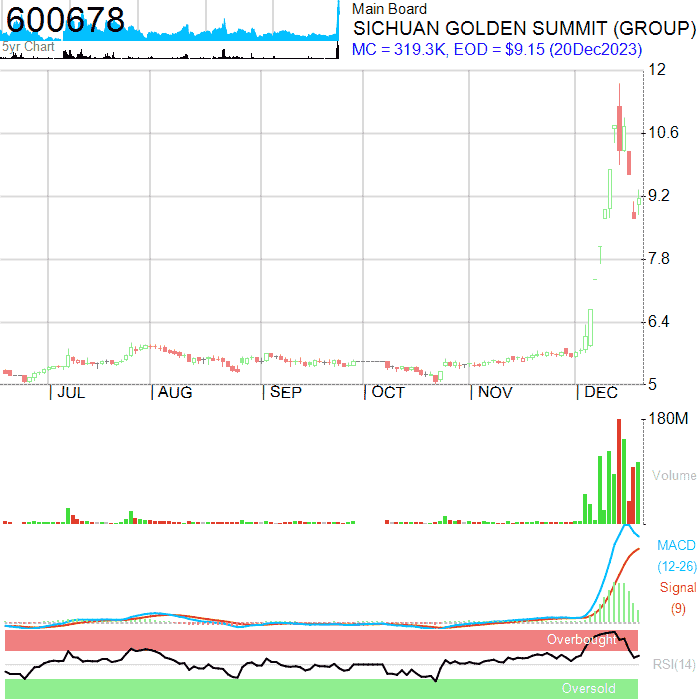 600678
5yr Chart
Main Board
SICHUAN GOLDEN SUMMIT (GROUP)
MC = 319.3K, EOD = $9.15 (20Dec2023)
12
10.6
9.2
7.8
6.4
5
JUL AUG SEP OCT NOV DEC
180M
Volume
MACD
(12-26)
Signal
(9)
Overbought
RSI(14)
Oversold